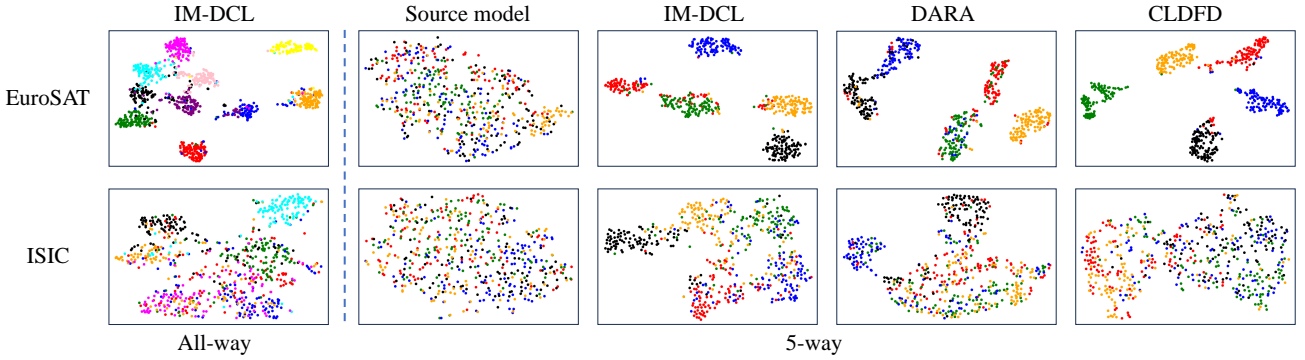 IM-DCL Source model IM-DCL DARA CLDFD
EuroSAT
ISIC
All-way 5-way